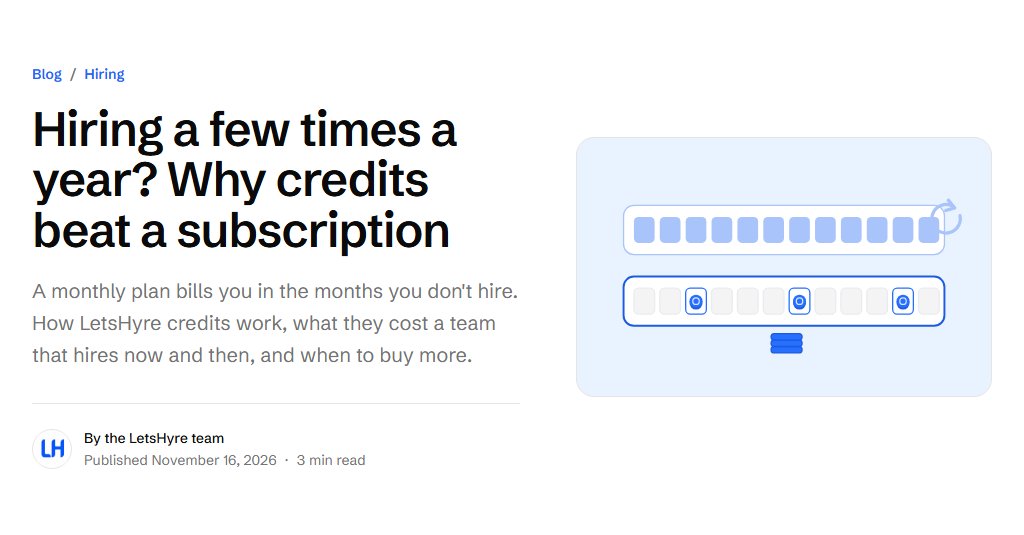 Blog / Hiring
Hiring a few times a
year? Why credits
beat a subscription
A monthly plan bills you in the months you don't hire.
How LetsHyre credits work, what they cost a team
that hires now and then, and when to buy more.
LH
By the LetsHyre team
Published November 16, 2026 · 3 min read